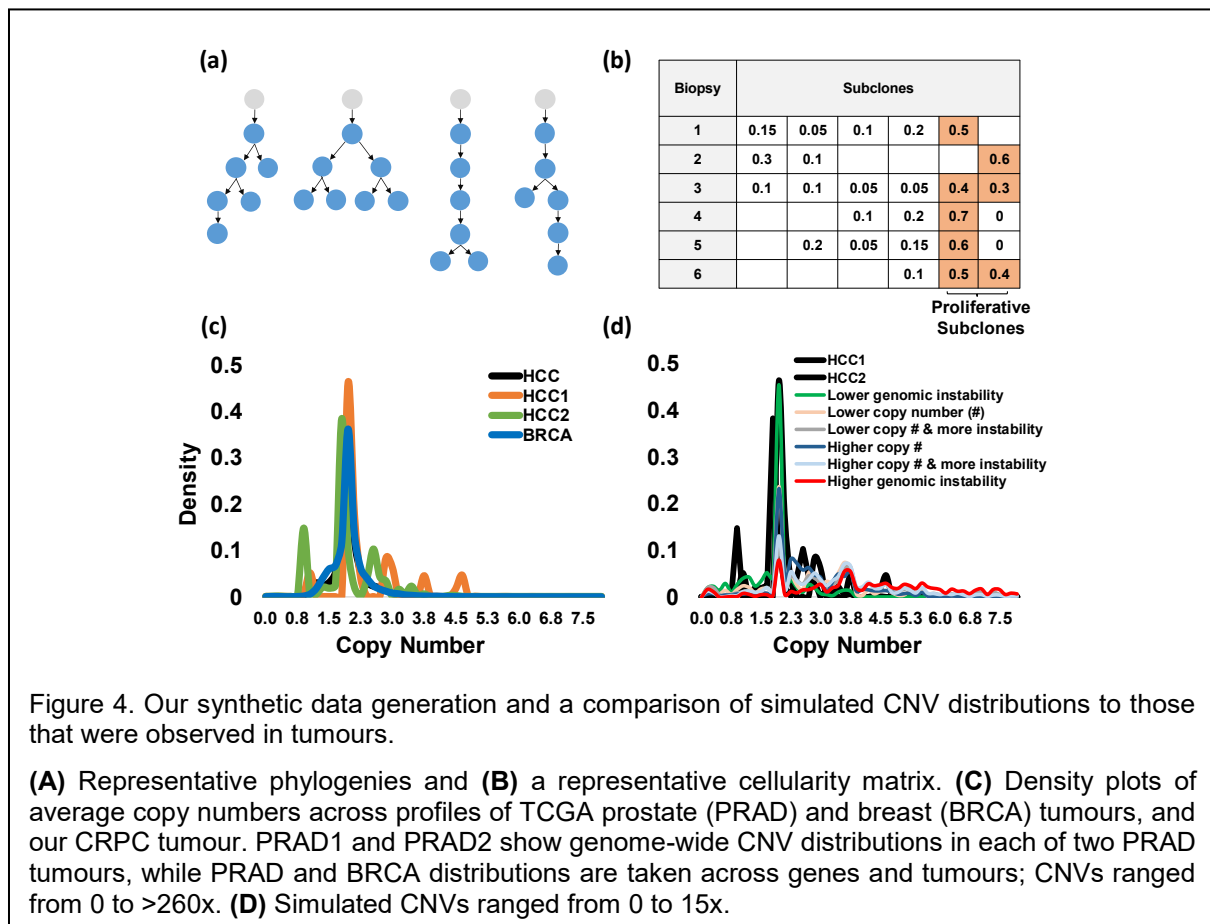 (a)
(b)
Biopsy Subclones
1 0.15 0.05 0.1 0.2 0.5
2 0.3 0.1 0.6
3 0.1 0.1 0.05 0.05 0.4 0.3
4 0.1 0.2 0.7 0
5 0.2 0.05 0.15 0.6 0
6 0.1 0.5 0.4
Proliferative
Subclones
(c)
0.5
0.4
0.3
0.2
0.1
0
Density
HCC
HCC1
HCC2
BRCA
0.0 0.8 1.5 2.3 3.0 3.8 4.5 5.3 6.0 6.8 7.5
Copy Number
(d)
0.5
0.4
0.3
0.2
0.1
0
HCC1
HCC2
Lower genomic instability
Lower copy number (#)
Lower copy # & more instability
Higher copy #
Higher copy # & more instability
Higher genomic instability
0.0 0.8 1.5 2.3 3.0 3.8 4.5 5.3 6.0 6.8 7.5
Copy Number
Figure 4. Our synthetic data generation and a comparison of simulated CNV distributions to those
that were observed in tumours.
(A) Representative phylogenies and (B) a representative cellularity matrix. (C) Density plots of
average copy numbers across profiles of TCGA prostate (PRAD) and breast (BRCA) tumours, and
our CRPC tumour. PRAD1 and PRAD2 show genome-wide CNV distributions in each of two PRAD
tumours, while PRAD and BRCA distributions are taken across genes and tumours; CNVs ranged
from 0 to >260x. (D) Simulated CNVs ranged from 0 to 15x.